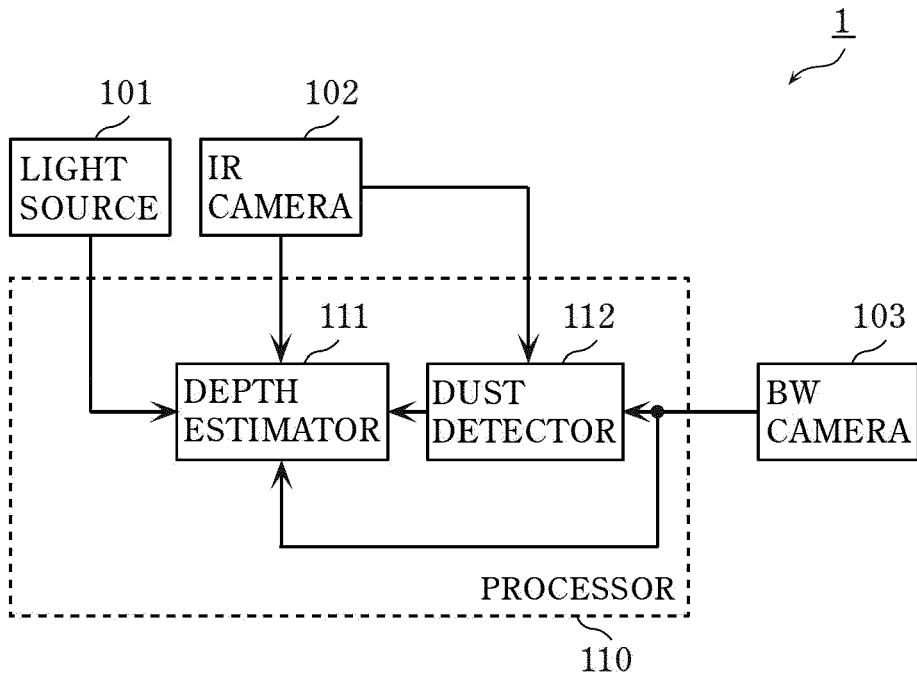 1
101
102
LIGHT
SOURCE
IR
CAMERA
111
112
103
DEPTH
ESTIMATOR
DUST
DETECTOR
BW
CAMERA
PROCESSOR
110